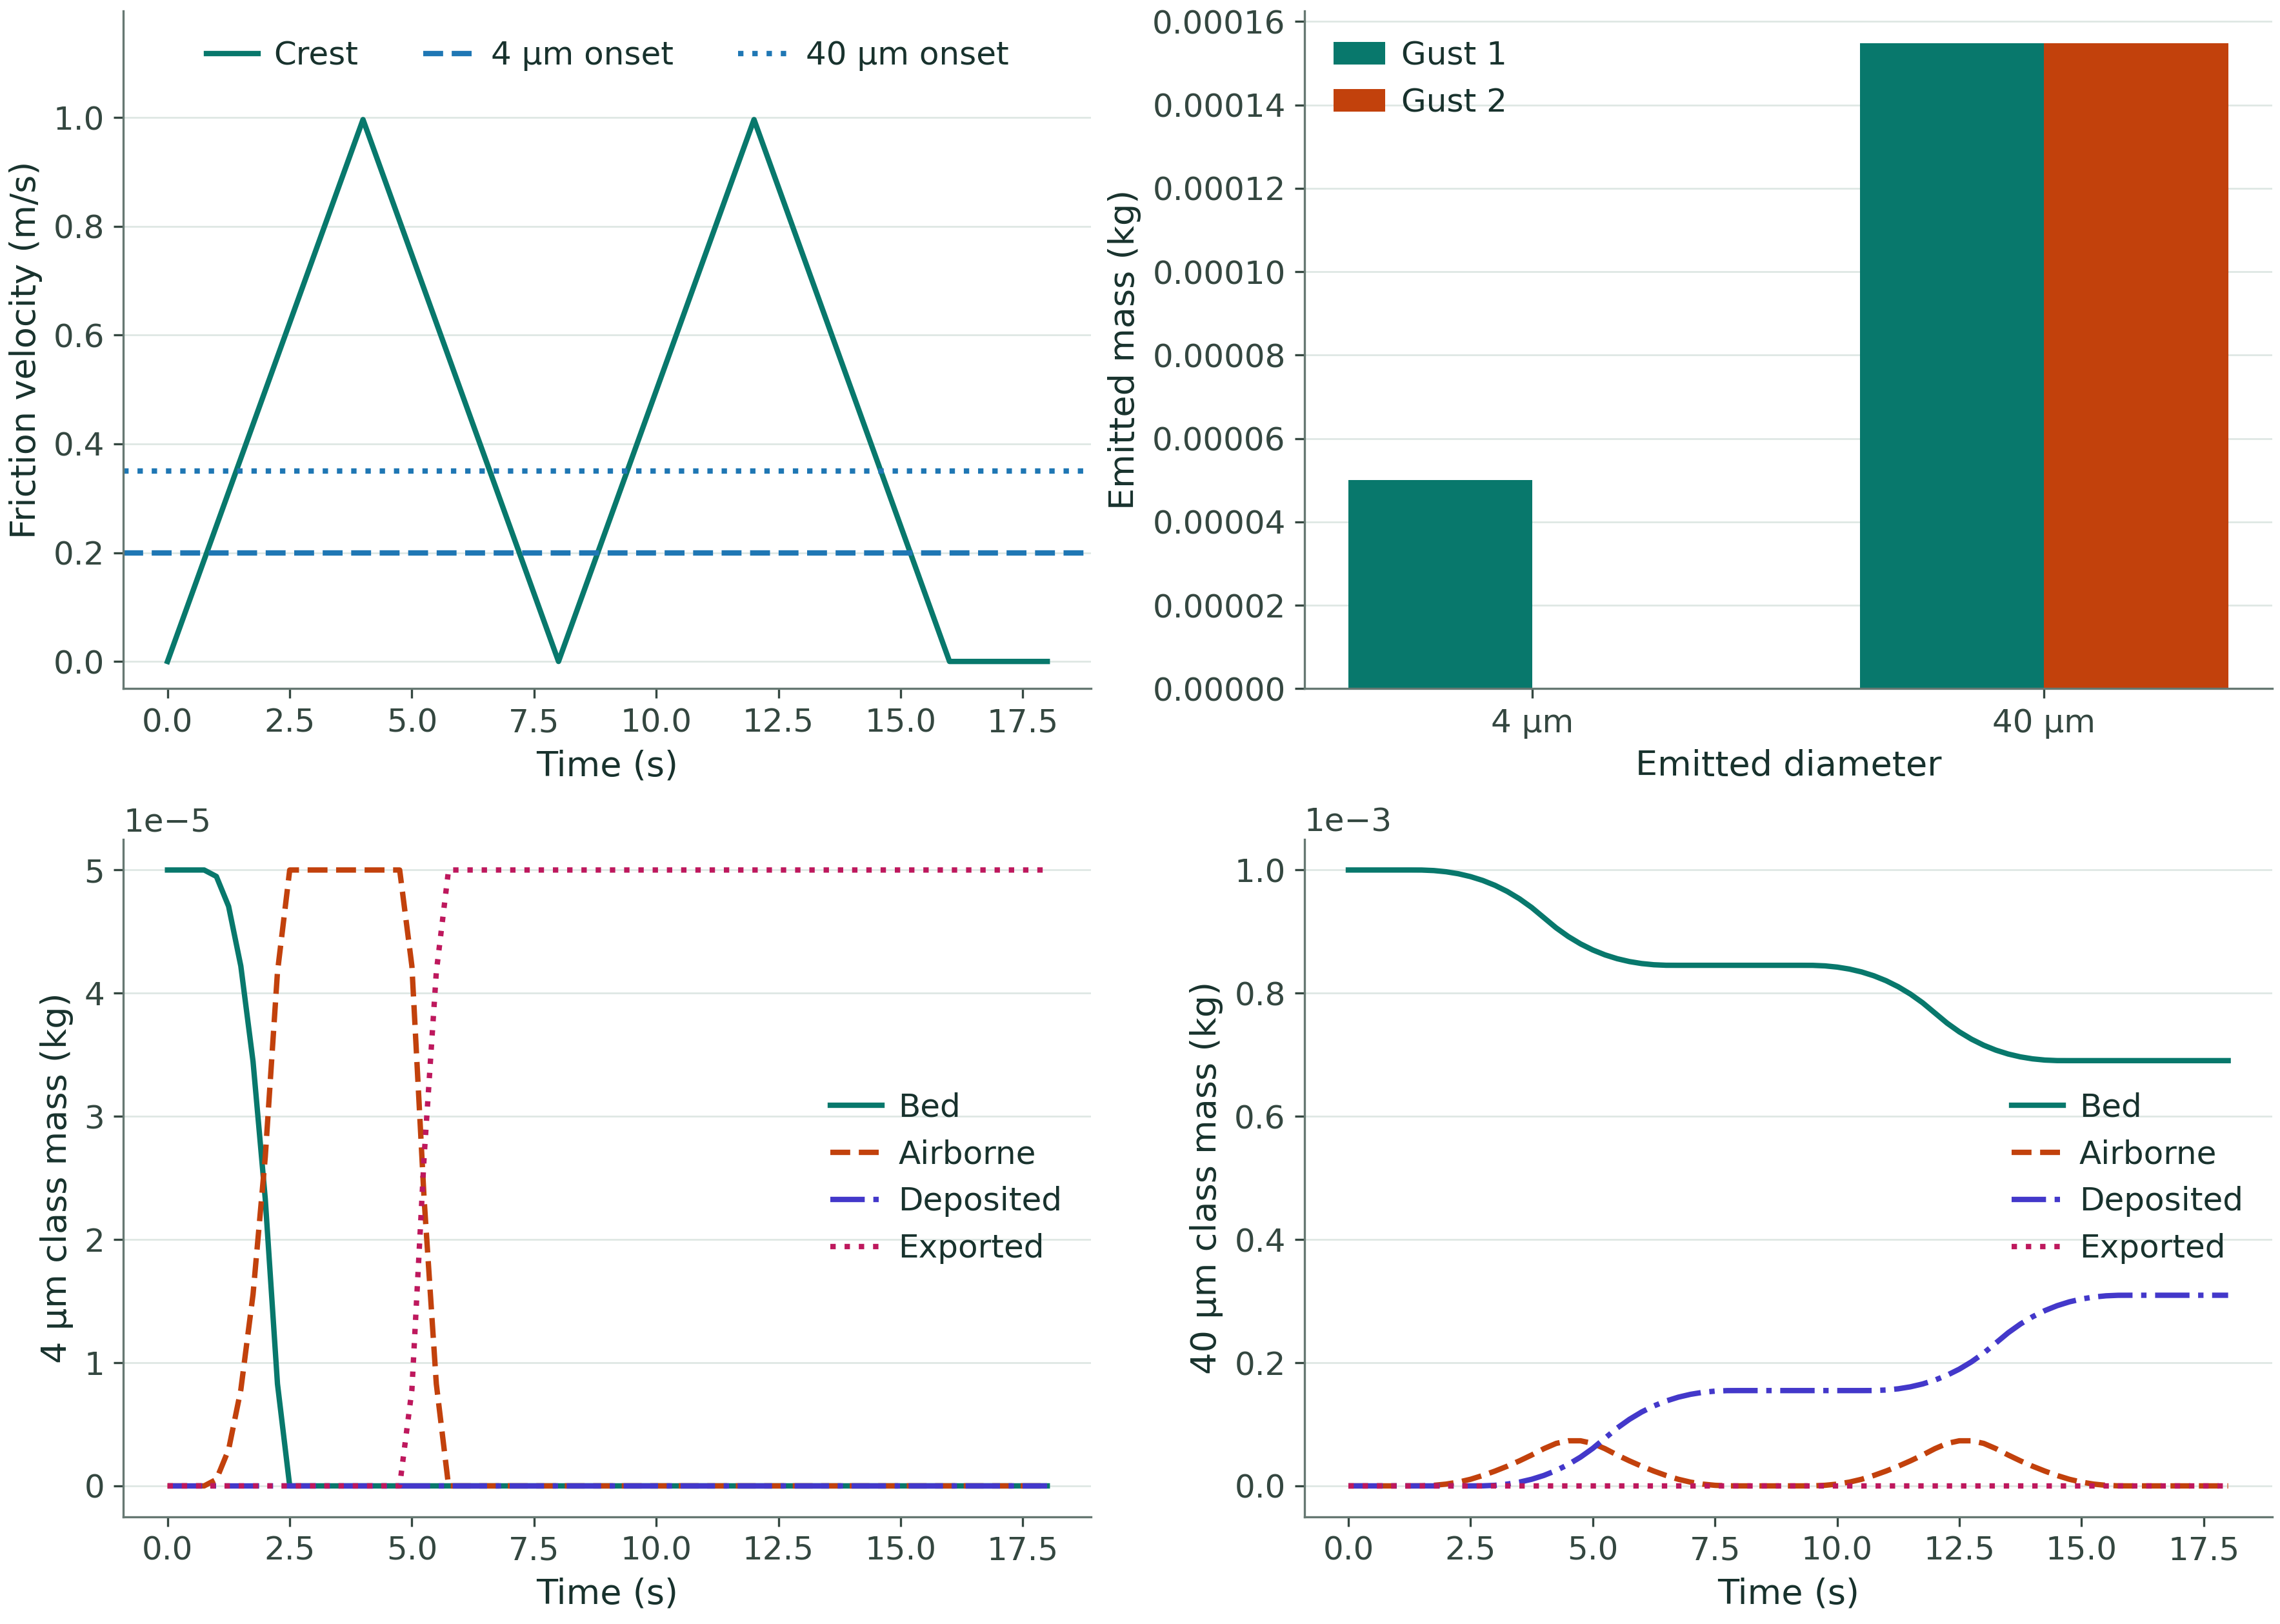 Crest
4 µm onset
40 µm onset
Friction velocity (m/s)
1.0
0.8
0.6
0.4
0.2
0.0
0.0 2.5 5.0 7.5 10.0 12.5 15.0 17.5
Time (s)
Gust 1
Gust 2
Emitted mass (kg)
0.00016
0.00014
0.00012
0.00010
0.00008
0.00006
0.00004
0.00002
0.00000
4 µm 40 µm
Emitted diameter
1e−5
4 µm class mass (kg)
5
4
3
2
1
0
Bed
Airborne
Deposited
Exported
0.0 2.5 5.0 7.5 10.0 12.5 15.0 17.5
Time (s)
1e−3
40 µm class mass (kg)
1.0
0.8
0.6
0.4
0.2
0.0
Bed
Airborne
Deposited
Exported
0.0 2.5 5.0 7.5 10.0 12.5 15.0 17.5
Time (s)